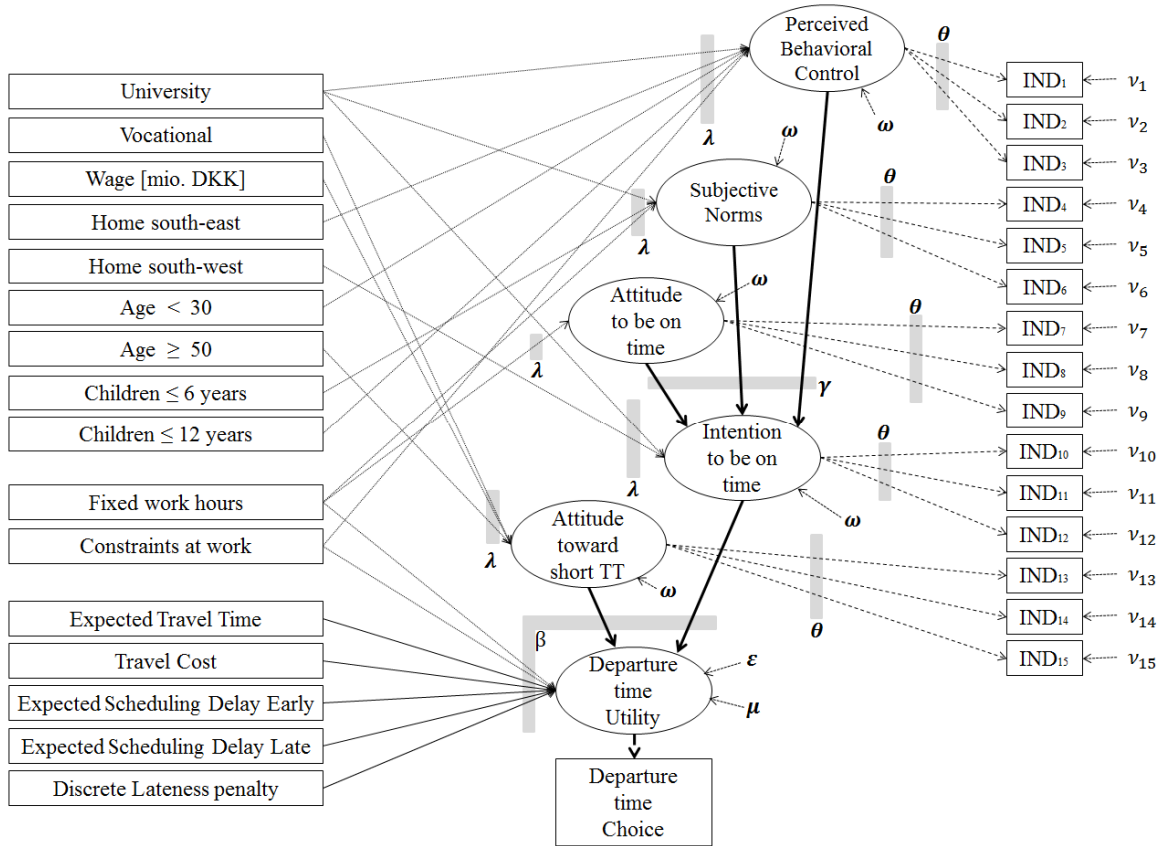 University
Vocational
Wage [mio. DKK]
Home south-east
Home south-west
Age < 30
Age ≥ 50
Children ≤ 6 years
Children ≤ 12 years
Fixed work hours
Constraints at work
Expected Travel Time
Travel Cost
Expected Scheduling Delay Early
Expected Scheduling Delay Late
Discrete Lateness penalty
Perceived
Behavioral
Control
λ
ω
θ
Subjective
Norms
ω
λ
θ
Attitude
to be on
time
ω
λ
θ
γ
Intention
to be on
time
λ
ω
θ
Attitude
toward
short TT
λ
ω
θ
β
Departure
time
Utility
ε
μ
Departure
time
Choice
IND₁ ν₁
IND₂ ν₂
IND₃ ν₃
IND₄ ν₄
IND₅ ν₅
IND₆ ν₆
IND₇ ν₇
IND₈ ν₈
IND₉ ν₉
IND₁₀ ν₁₀
IND₁₁ ν₁₁
IND₁₂ ν₁₂
IND₁₃ ν₁₃
IND₁₄ ν₁₄
IND₁₅ ν₁₅